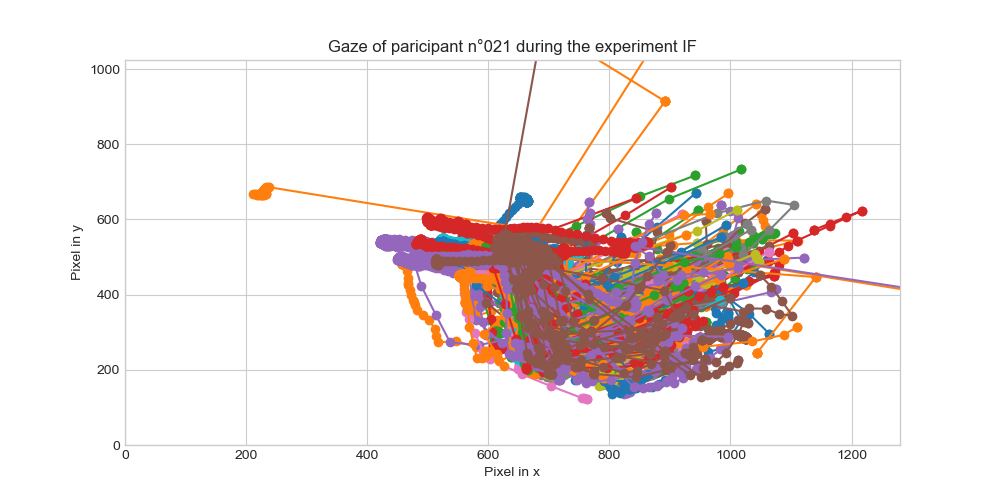 Gaze of paricipant n°021 during the experiment IF
Pixel in y
1000
800
600
400
200
0
0 200 400 600 800 1000 1200
Pixel in x